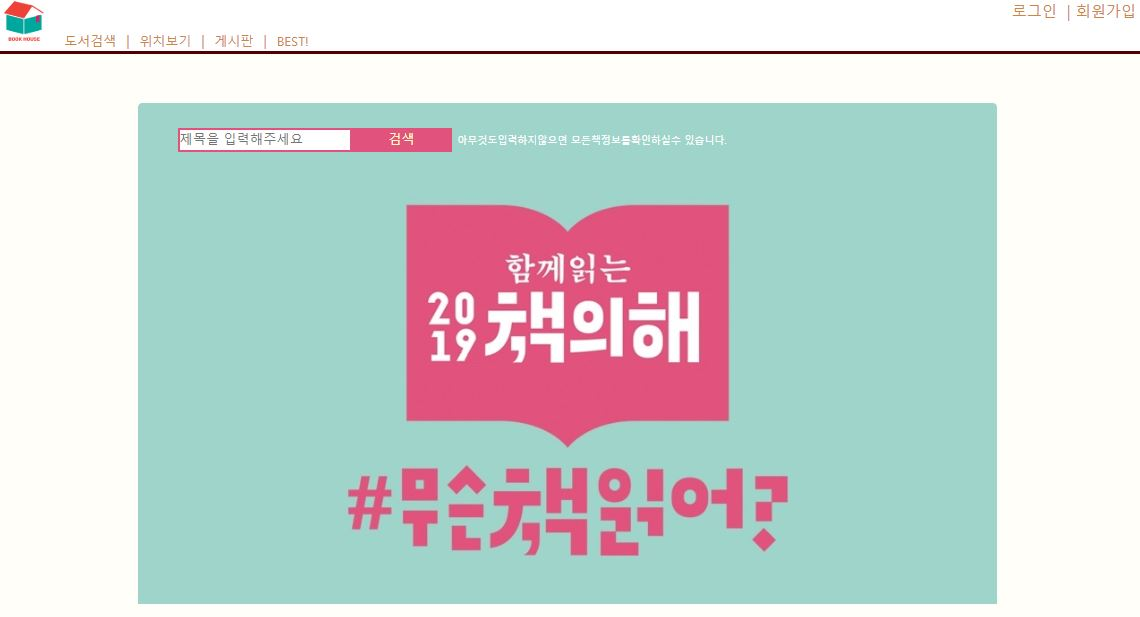 로그인 | 회원가입
BOOK HOUSE
도서검색 | 위치보기 | 게시판 | BEST!
제목을 입력해주세요 검색 아무것도입력하지않으면 모든책정보를확인하실수 있습니다.
함께읽는
2019 책의해
#무슨책읽어?